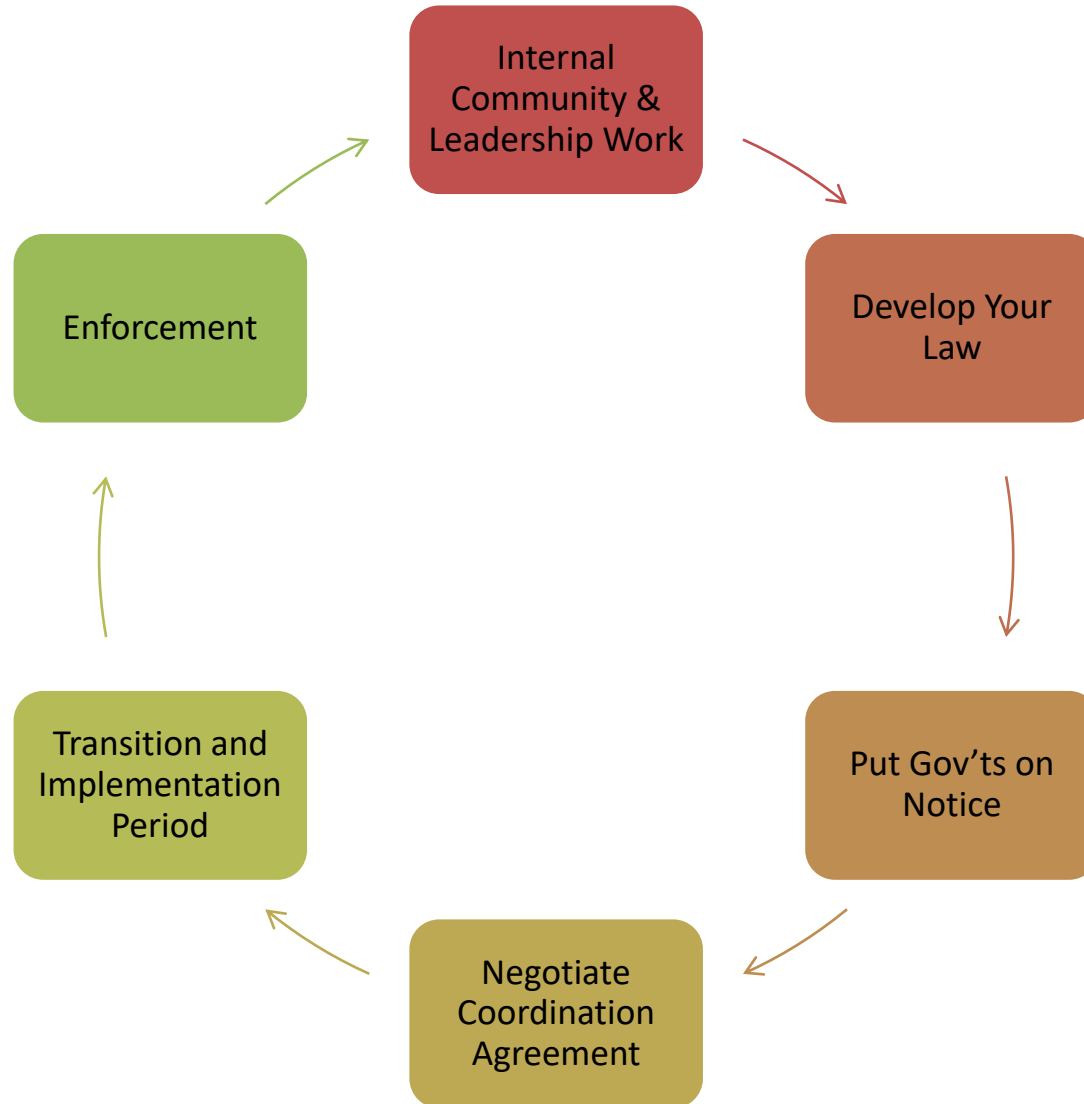 Internal
Community &
Leadership Work
Develop Your
Law
Put Gov’ts on
Notice
Negotiate
Coordination
Agreement
Transition and
Implementation
Period
Enforcement